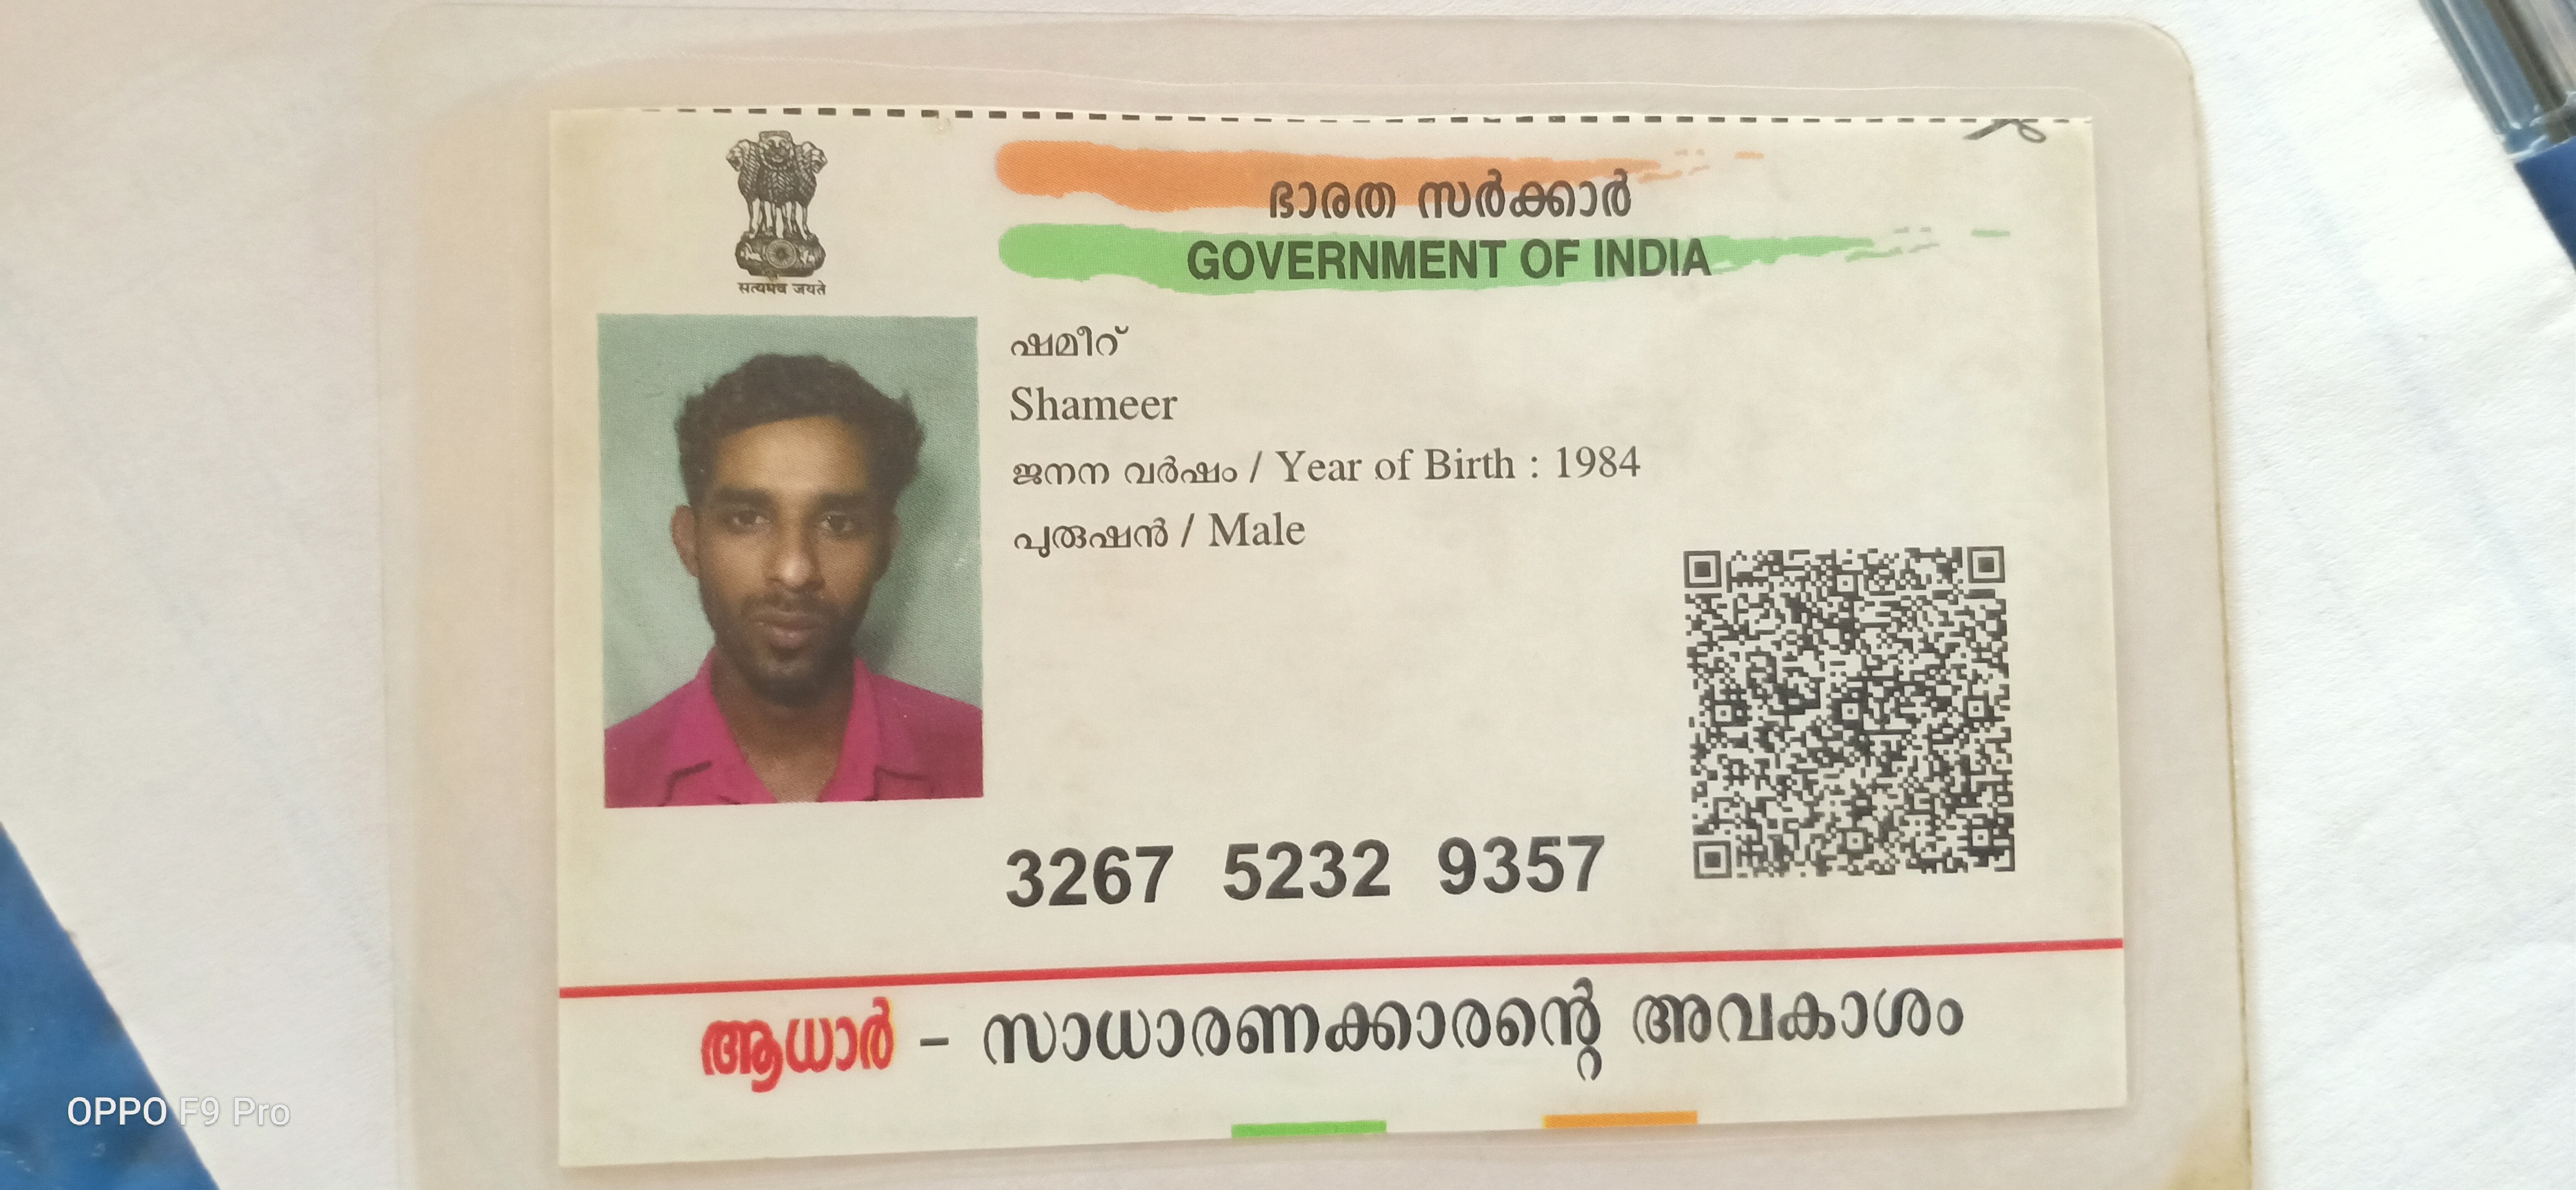 सत्यमेव जयते
ഭാരത സർക്കാർ
GOVERNMENT OF INDIA
ഷമീറ്
Shameer
ജനന വർഷം / Year of Birth : 1984
പുരുഷൻ / Male
3267 5232 9357
ആധാർ - സാധാരണക്കാരന്റെ അവകാശം
OPPO F9 Pro